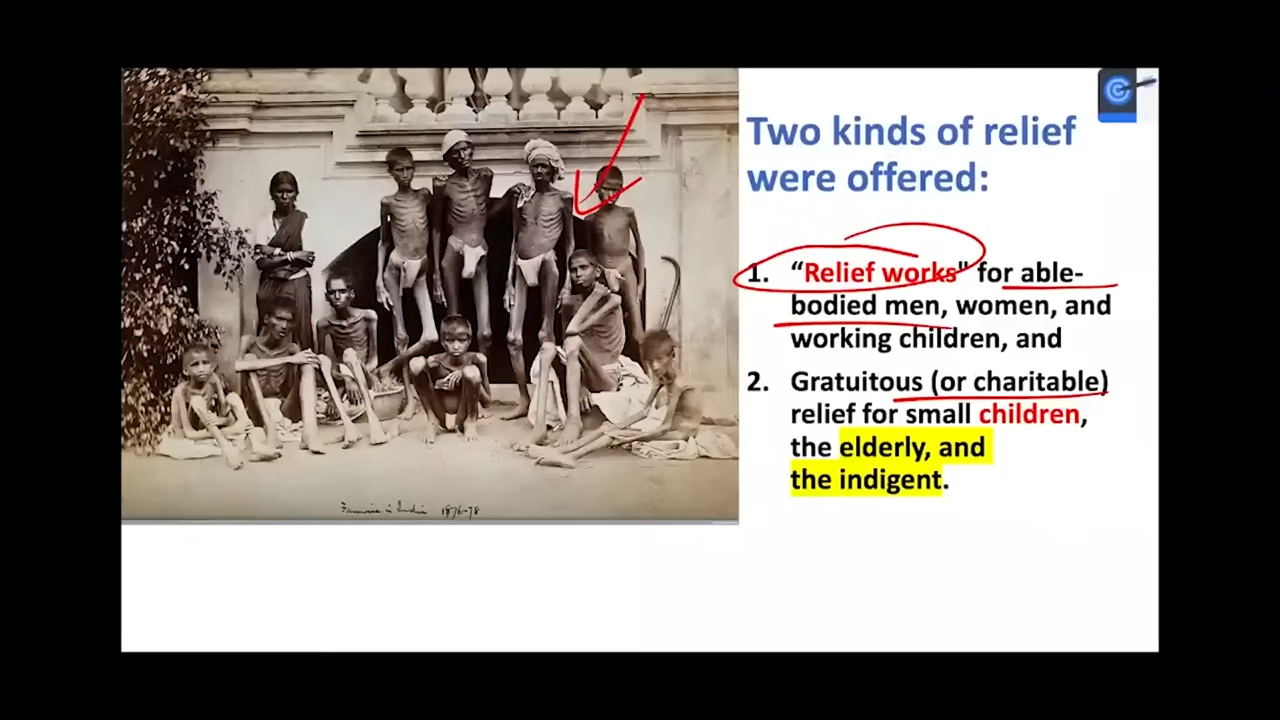 Two kinds of relief
were offered:
1. “Relief works" for able-
bodied men, women, and
working children, and
2. Gratuitous (or charitable)
relief for small children,
the elderly, and
the indigent.
Famine in India 1876-78